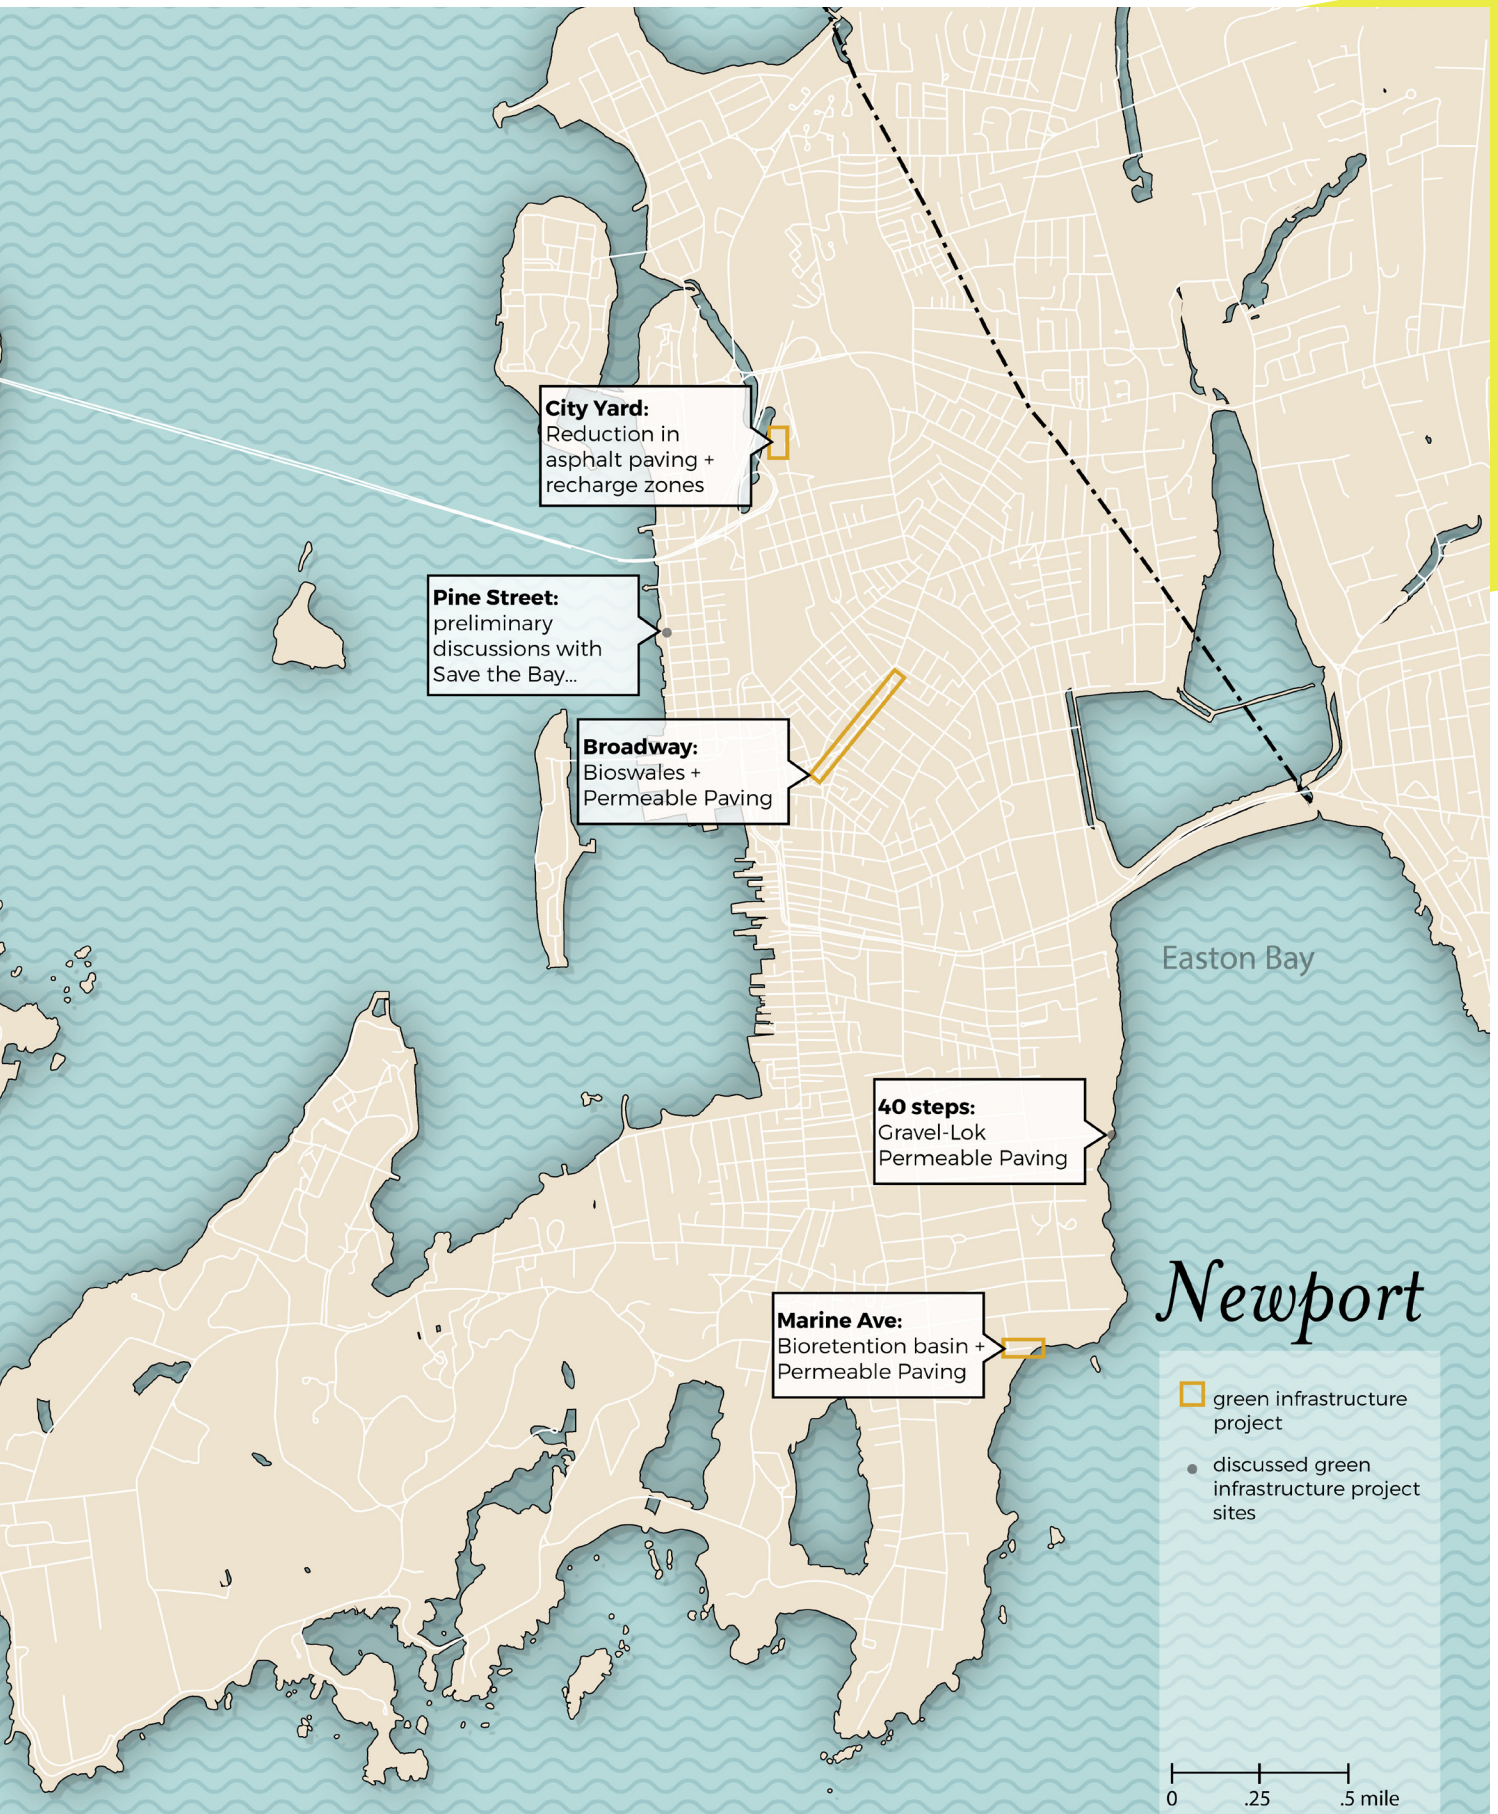 City Yard:
Reduction in
asphalt paving +
recharge zones
Pine Street:
preliminary
discussions with
Save the Bay...
Broadway:
Bioswales +
Permeable Paving
Easton Bay
40 steps:
Gravel-Lok
Permeable Paving
Newport
Marine Ave:
Bioretention basin +
Permeable Paving
green infrastructure
project
discussed green
infrastructure project
sites
0 .25 .5 mile